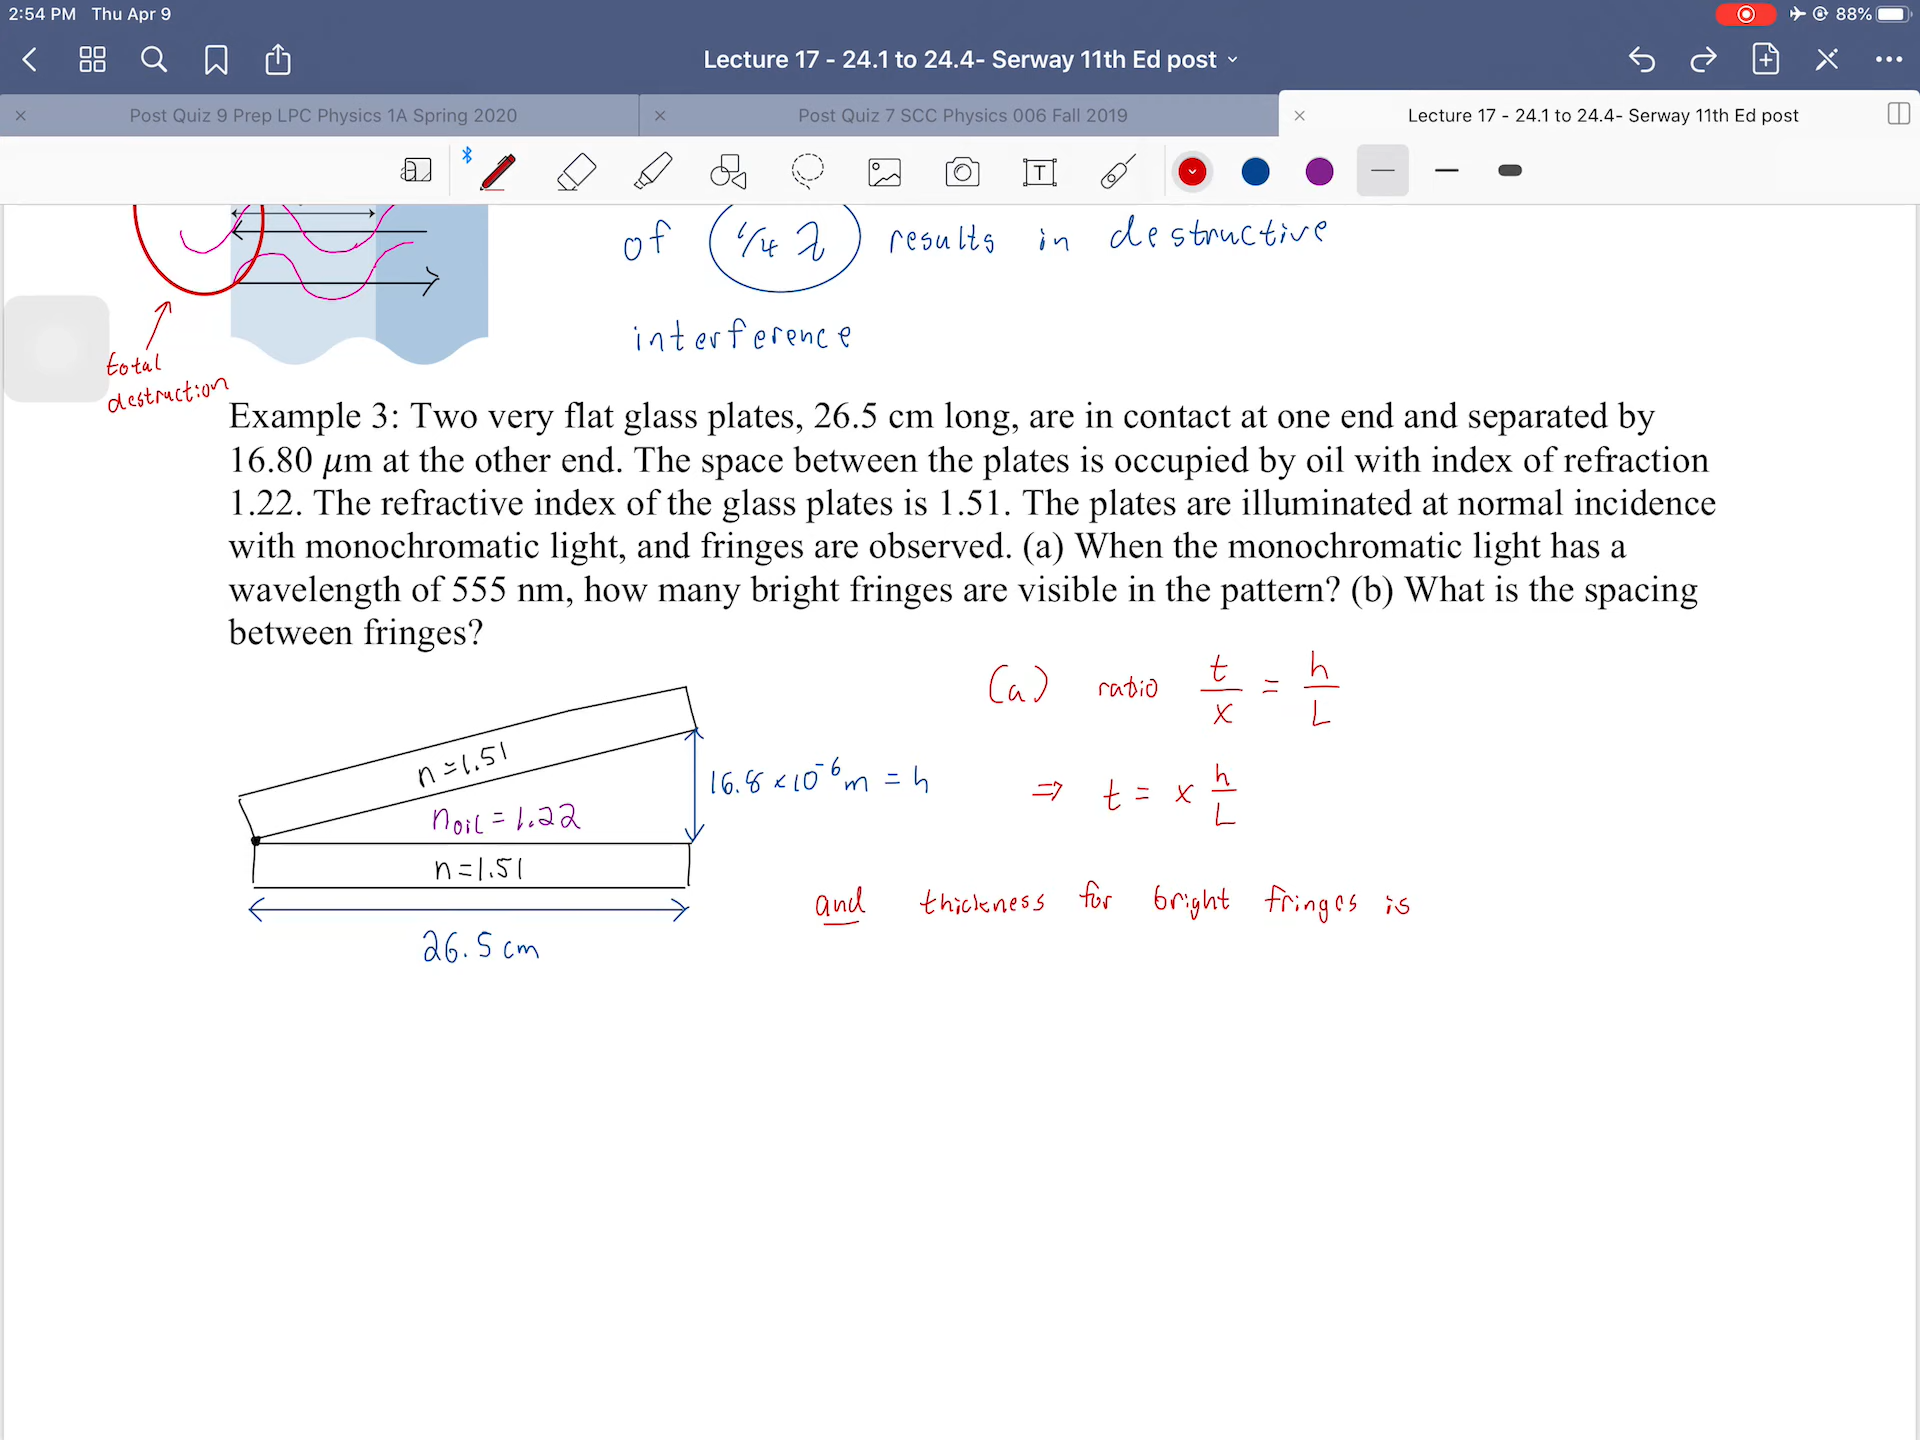 2:54 PM Thu Apr 9
88%
Lecture 17 - 24.1 to 24.4- Serway 11th Ed post
Post Quiz 9 Prep LPC Physics 1A Spring 2020
Post Quiz 7 SCC Physics 006 Fall 2019
Lecture 17 - 24.1 to 24.4- Serway 11th Ed post
of 1/4 λ results in destructive
interference
total
destruction
Example 3: Two very flat glass plates, 26.5 cm long, are in contact at one end and separated by
16.80 μm at the other end. The space between the plates is occupied by oil with index of refraction
1.22. The refractive index of the glass plates is 1.51. The plates are illuminated at normal incidence
with monochromatic light, and fringes are observed. (a) When the monochromatic light has a
wavelength of 555 nm, how many bright fringes are visible in the pattern? (b) What is the spacing
between fringes?
(a) ratio t/x = h/L
n=1.51
16.8×10⁻⁶m = h
⇒ t = x h/L
noil = 1.22
n=1.51
and thickness for bright fringes is
26.5 cm